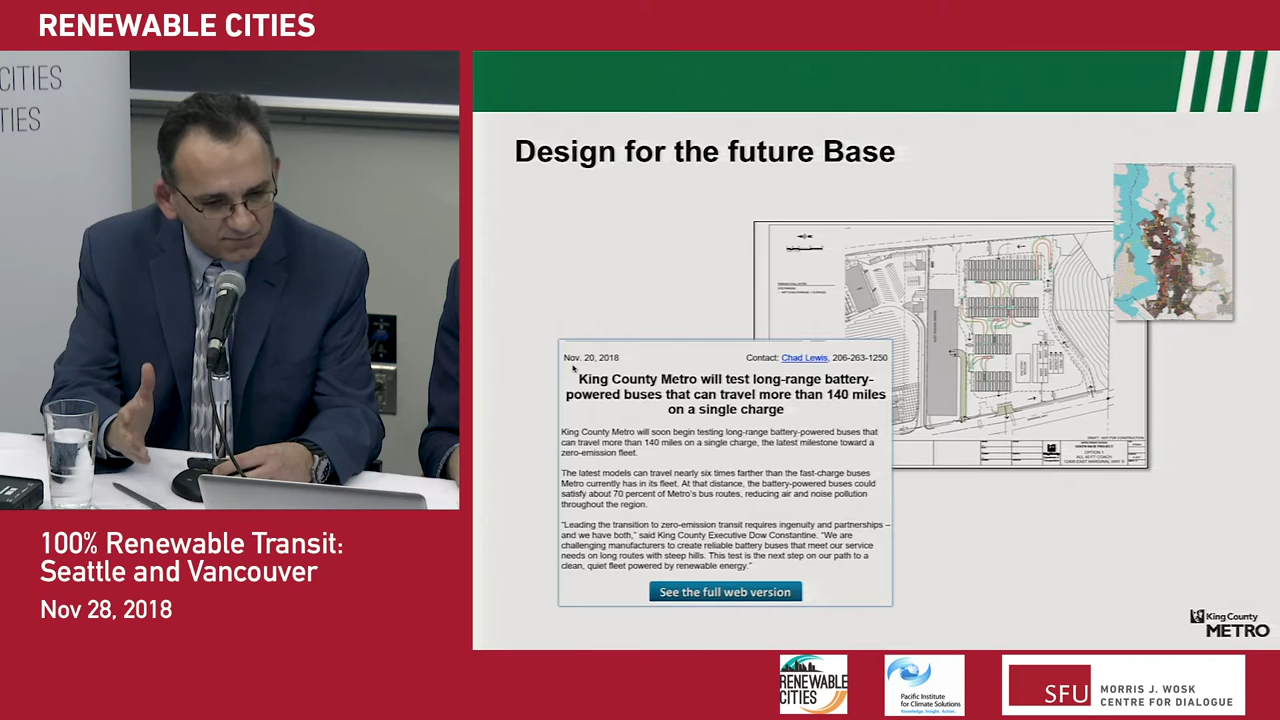 RENEWABLE CITIES
CITIES
TIES
Design for the future Base
Nov. 20, 2018 Contact: Chad Lewis, 206-263-1250
King County Metro will test long-range battery-
powered buses that can travel more than 140 miles
on a single charge
King County Metro will soon begin testing long-range battery-powered buses that
can travel more than 140 miles on a single charge, the latest milestone toward a
zero-emission fleet.
The latest models can travel nearly six times farther than the fast-charge buses
Metro currently has in its fleet. At that distance, the battery-powered buses could
satisfy about 70 percent of Metro's bus routes, reducing air and noise pollution
throughout the region.
“Leading the transition to zero-emission transit requires ingenuity and partnerships –
and we have both,” said King County Executive Dow Constantine. “We are
challenging manufacturers to create reliable battery buses that meet our service
needs on long routes with steep hills. This test is the next step on our path to a
clean, quiet fleet powered by renewable energy.”
See the full web version
King County
METRO
100% Renewable Transit:
Seattle and Vancouver
Nov 28, 2018
RENEWABLE
CITIES
Pacific Institute
for Climate Solutions
Knowledge. Insight. Action.
SFU
MORRIS J. WOSK
CENTRE FOR DIALOGUE